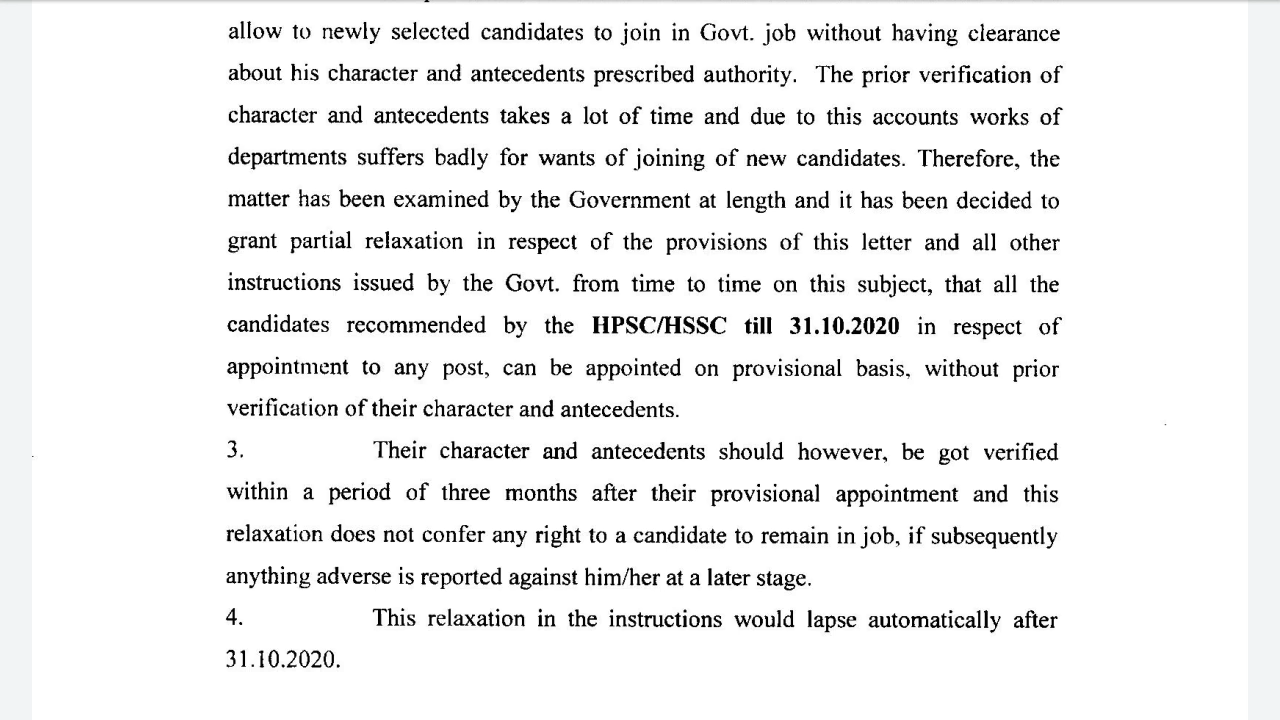 allow to newly selected candidates to join in Govt. job without having clearance
about his character and antecedents prescribed authority. The prior verification of
character and antecedents takes a lot of time and due to this accounts works of
departments suffers badly for wants of joining of new candidates. Therefore, the
matter has been examined by the Government at length and it has been decided to
grant partial relaxation in respect of the provisions of this letter and all other
instructions issued by the Govt. from time to time on this subject, that all the
candidates recommended by the HPSC/HSSC till 31.10.2020 in respect of
appointment to any post, can be appointed on provisional basis, without prior
verification of their character and antecedents.
3. Their character and antecedents should however, be got verified
within a period of three months after their provisional appointment and this
relaxation does not confer any right to a candidate to remain in job, if subsequently
anything adverse is reported against him/her at a later stage.
4. This relaxation in the instructions would lapse automatically after
31.10.2020.